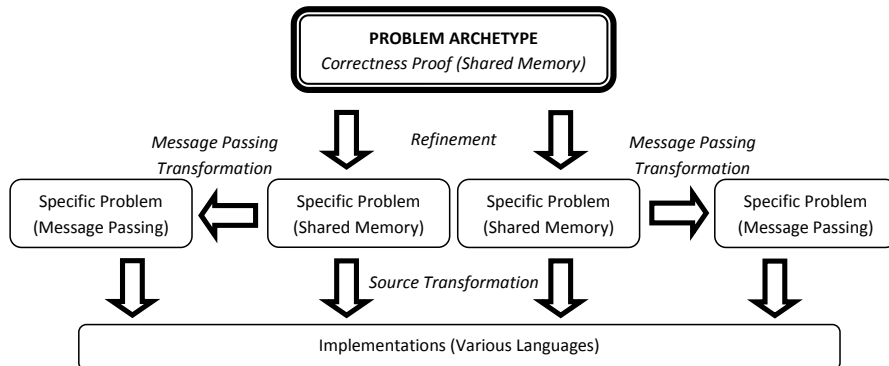 PROBLEM ARCHETYPE
Correctness Proof (Shared Memory)
Message Passing
Transformation
Refinement
Message Passing
Transformation
Specific Problem
(Message Passing)
Specific Problem
(Shared Memory)
Specific Problem
(Shared Memory)
Specific Problem
(Message Passing)
Source Transformation
Implementations (Various Languages)